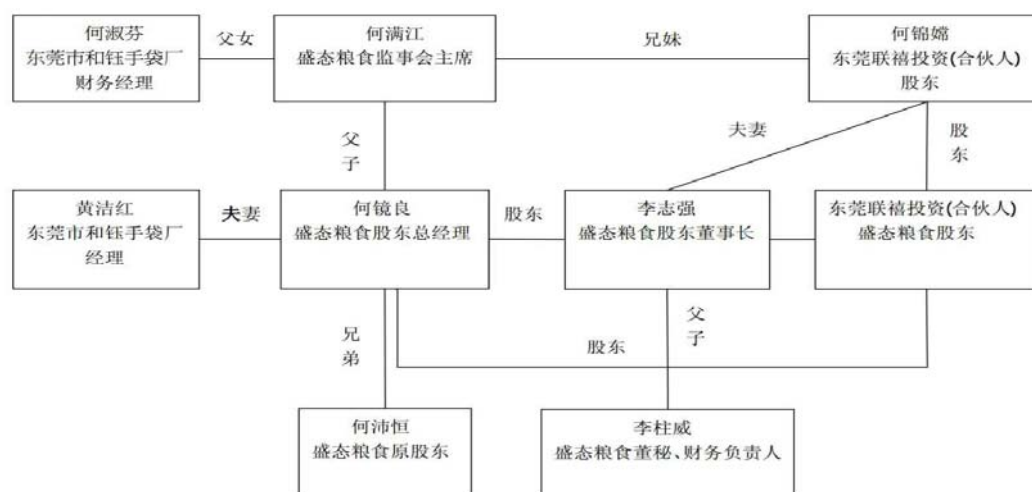 何淑芬
东莞市和钰手袋厂
财务经理
父女
何满江
盛态粮食监事会主席
兄妹
何锦嫦
东莞联禧投资(合伙人)
股东
父
子
夫妻
股
东
黄洁红
东莞市和钰手袋厂
经理
夫妻
何镜良
盛态粮食股东总经理
股东
李志强
盛态粮食股东董事长
东莞联禧投资(合伙人)
盛态粮食股东
兄
弟
股东
父
子
何沛恒
盛态粮食原股东
李柱威
盛态粮食董秘、财务负责人